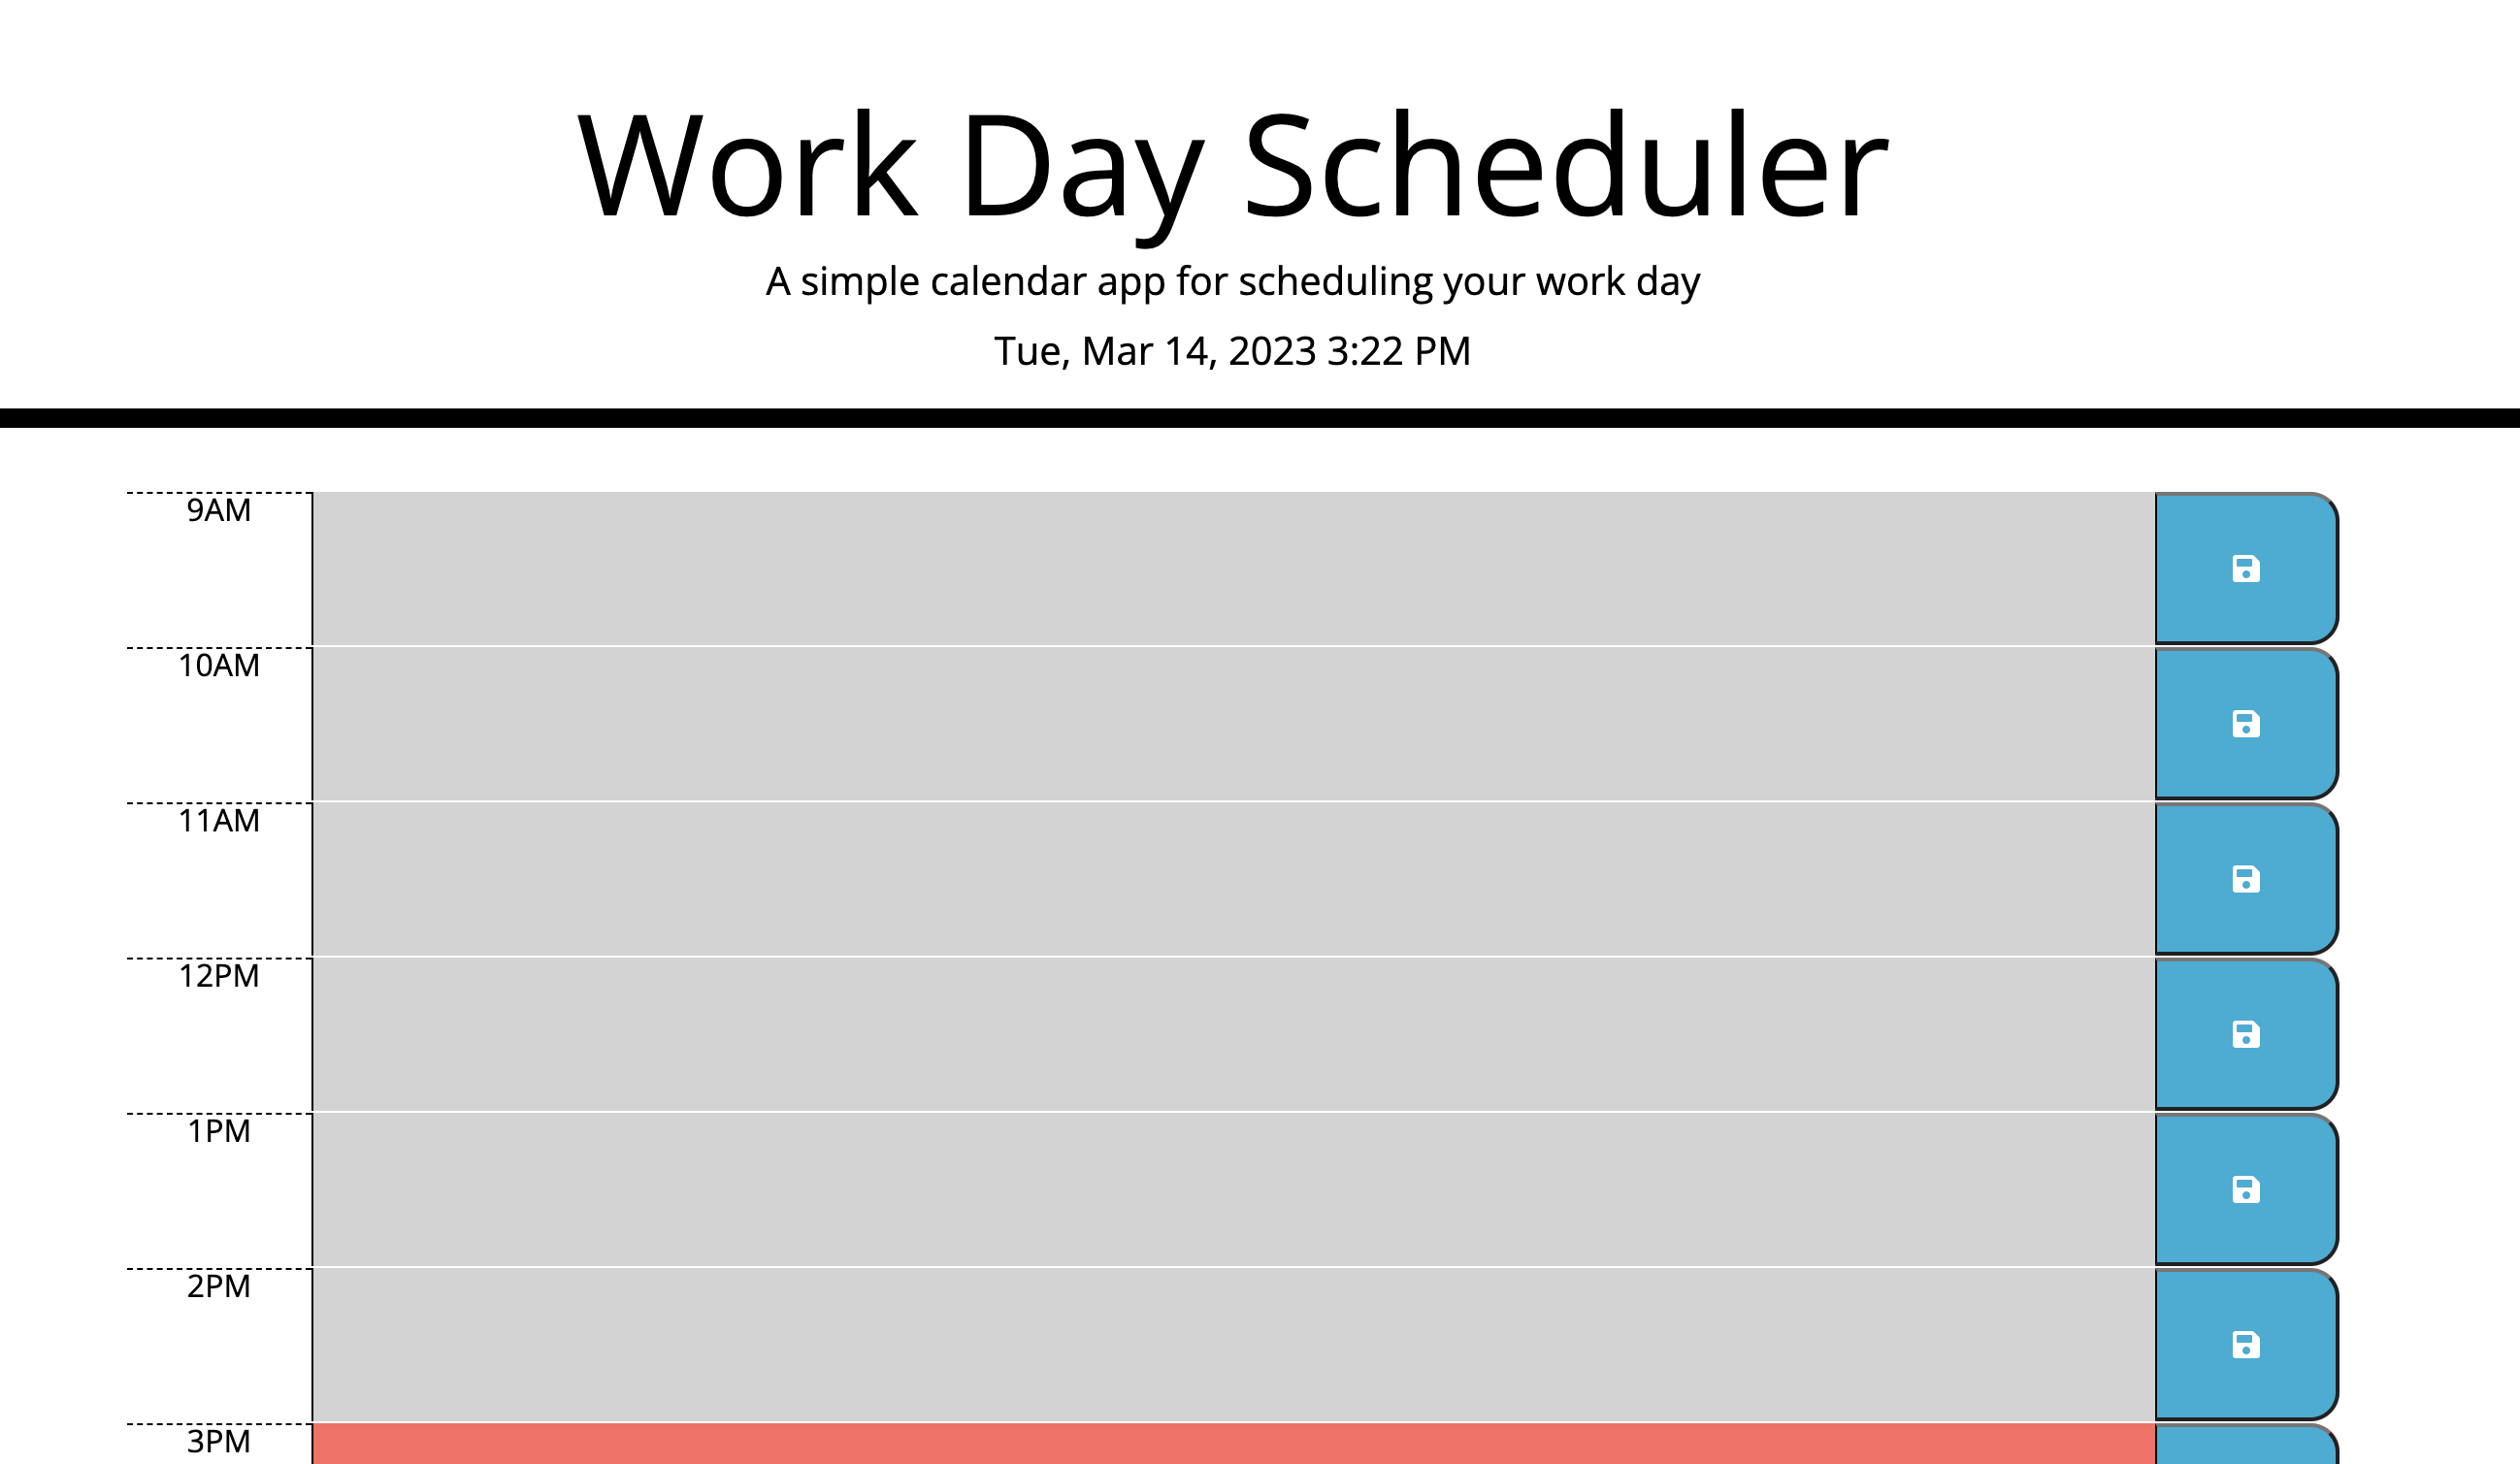 Work Day Scheduler
A simple calendar app for scheduling your work day
Tue, Mar 14, 2023 3:22 PM
9AM
10AM
11AM
12PM
1PM
2PM
3PM